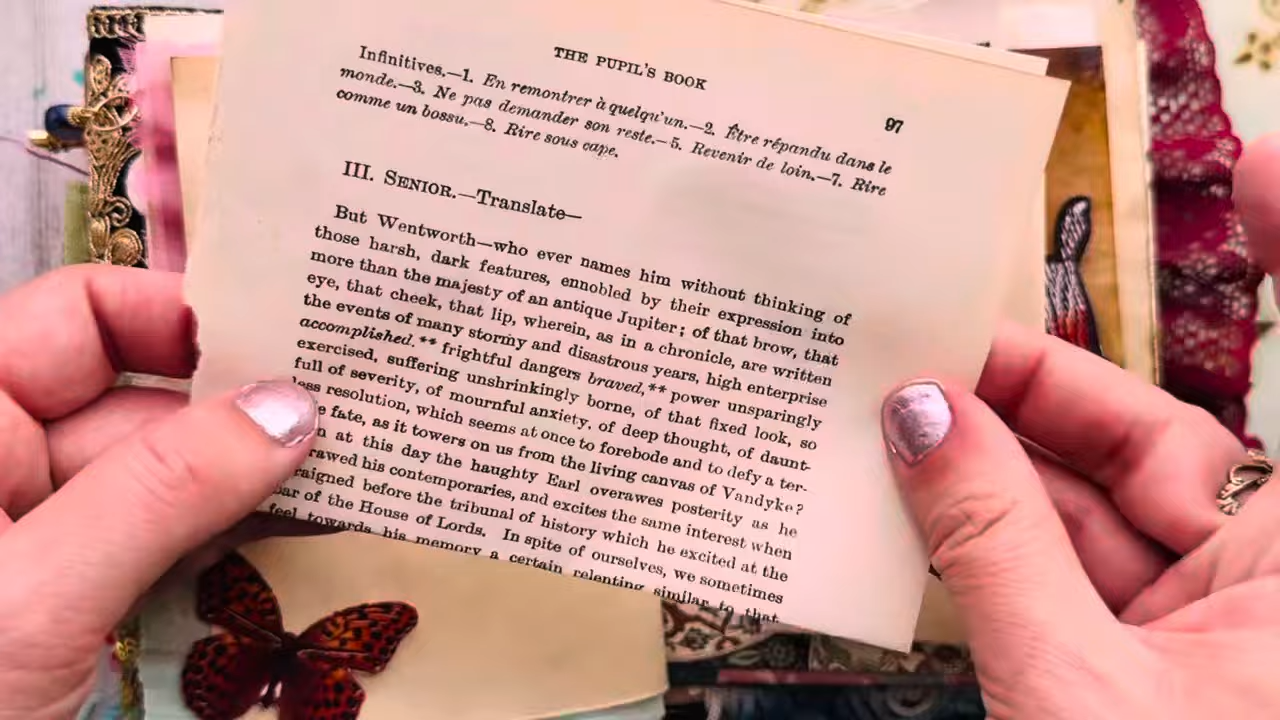 THE PUPIL'S BOOK
97
Infinitives.—1. En remontrer à quelqu'un.—2. Être répandu dans le
monde.—3. Ne pas demander son reste.—5. Revenir de loin.—7. Rire
comme un bossu.—8. Rire sous cape.
III. SENIOR.—Translate—
But Wentworth—who ever names him without thinking of
those harsh, dark features, ennobled by their expression into
more than the majesty of an antique Jupiter; of that brow, that
eye, that cheek, that lip, wherein, as in a chronicle, are written
the events of many stormy and disastrous years, high enterprise
accomplished,** frightful dangers braved,** power unsparingly
exercised, suffering unshrinkingly borne, of that fixed look, so
full of severity, of mournful anxiety, of deep thought, of daunt-
less resolution, which seems at once to forebode and to defy a ter-
e fate, as it towers on us from the living canvas of Vandyke?
n at this day the haughty Earl overawes posterity as he
rawed his contemporaries, and excites the same interest when
raigned before the tribunal of history which he excited at the
bar of the House of Lords. In spite of ourselves, we sometimes
feel towards his memory a certain relenting similar to that